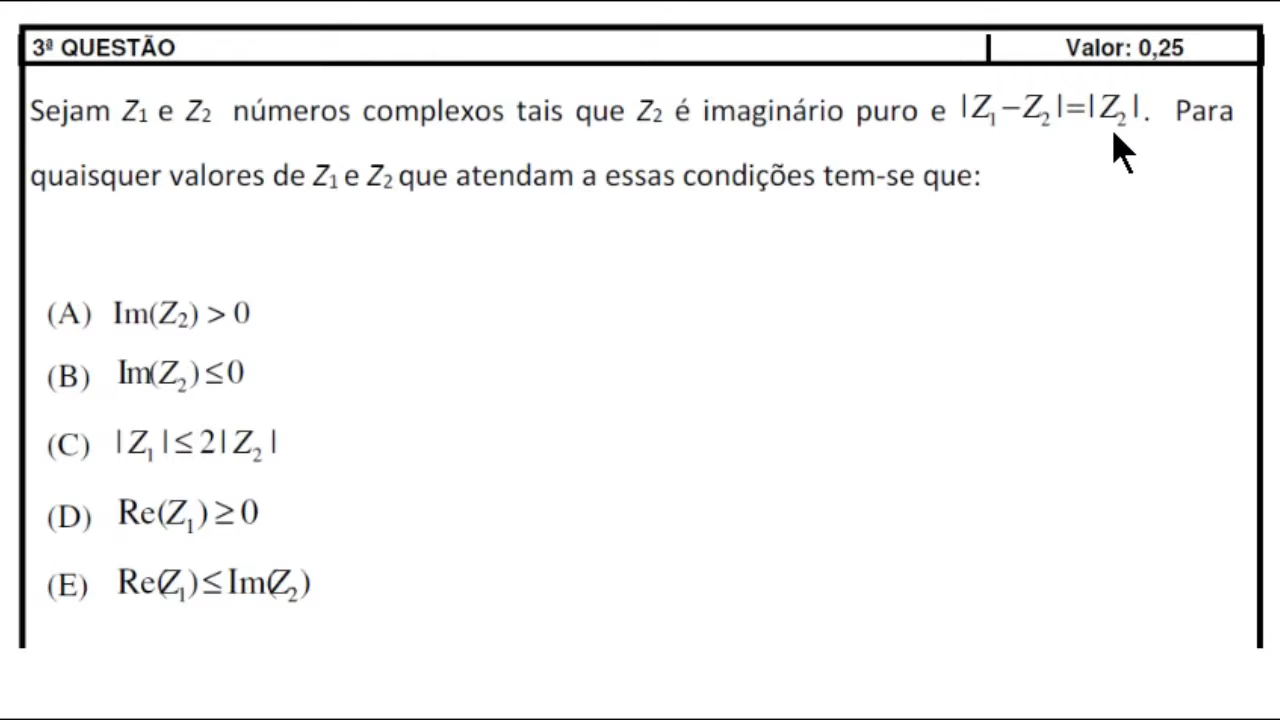 3ª QUESTÃO Valor: 0,25
Sejam Z₁ e Z₂ números complexos tais que Z₂ é imaginário puro e |Z₁−Z₂|=|Z₂|. Para
quaisquer valores de Z₁ e Z₂ que atendam a essas condições tem-se que:
(A) Im(Z₂) > 0
(B) Im(Z₂) ≤ 0
(C) |Z₁| ≤ 2|Z₂|
(D) Re(Z₁) ≥ 0
(E) Re(Z₁) ≤ Im(Z₂)